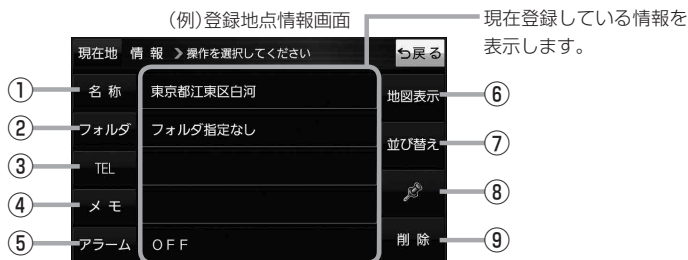 (例)登録地点情報画面
現在登録している情報を
表示します。
現在地 情 報 ＞操作を選択してください
戻る
① 名 称 東京都江東区白河 地図表示 ⑥
② フォルダ フォルダ指定なし 並び替え ⑦
③ TEL
⑧
④ メ モ
⑤ アラーム OFF 削 除 ⑨